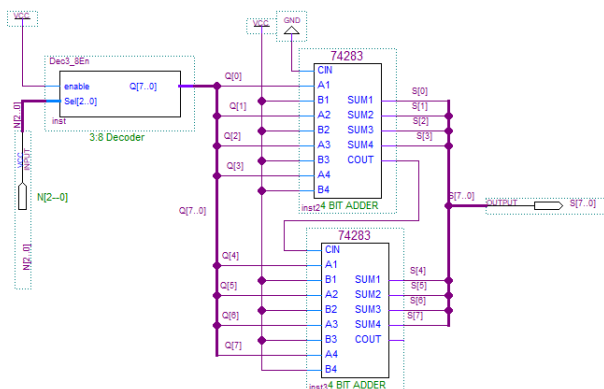 VCC
Dec3_8En
enable
Q[7..0]
Sel[2..0]
inst
3:8 Decoder
N[2..0]
VCC
INPUT
N[2--0]
N[2..0]
VCC
GND
74283
CIN
A1
B1
A2
B2
A3
B3
A4
B4
SUM1
SUM2
SUM3
SUM4
COUT
inst2
4 BIT ADDER
Q[0]
Q[1]
Q[2]
Q[3]
Q[7..0]
S[0]
S[1]
S[2]
S[3]
S[7..0]
OUTPUT
S[7..0]
74283
CIN
A1
B1
A2
B2
A3
B3
A4
B4
SUM1
SUM2
SUM3
SUM4
COUT
inst3
4 BIT ADDER
Q[4]
Q[5]
Q[6]
Q[7]
S[4]
S[5]
S[6]
S[7]